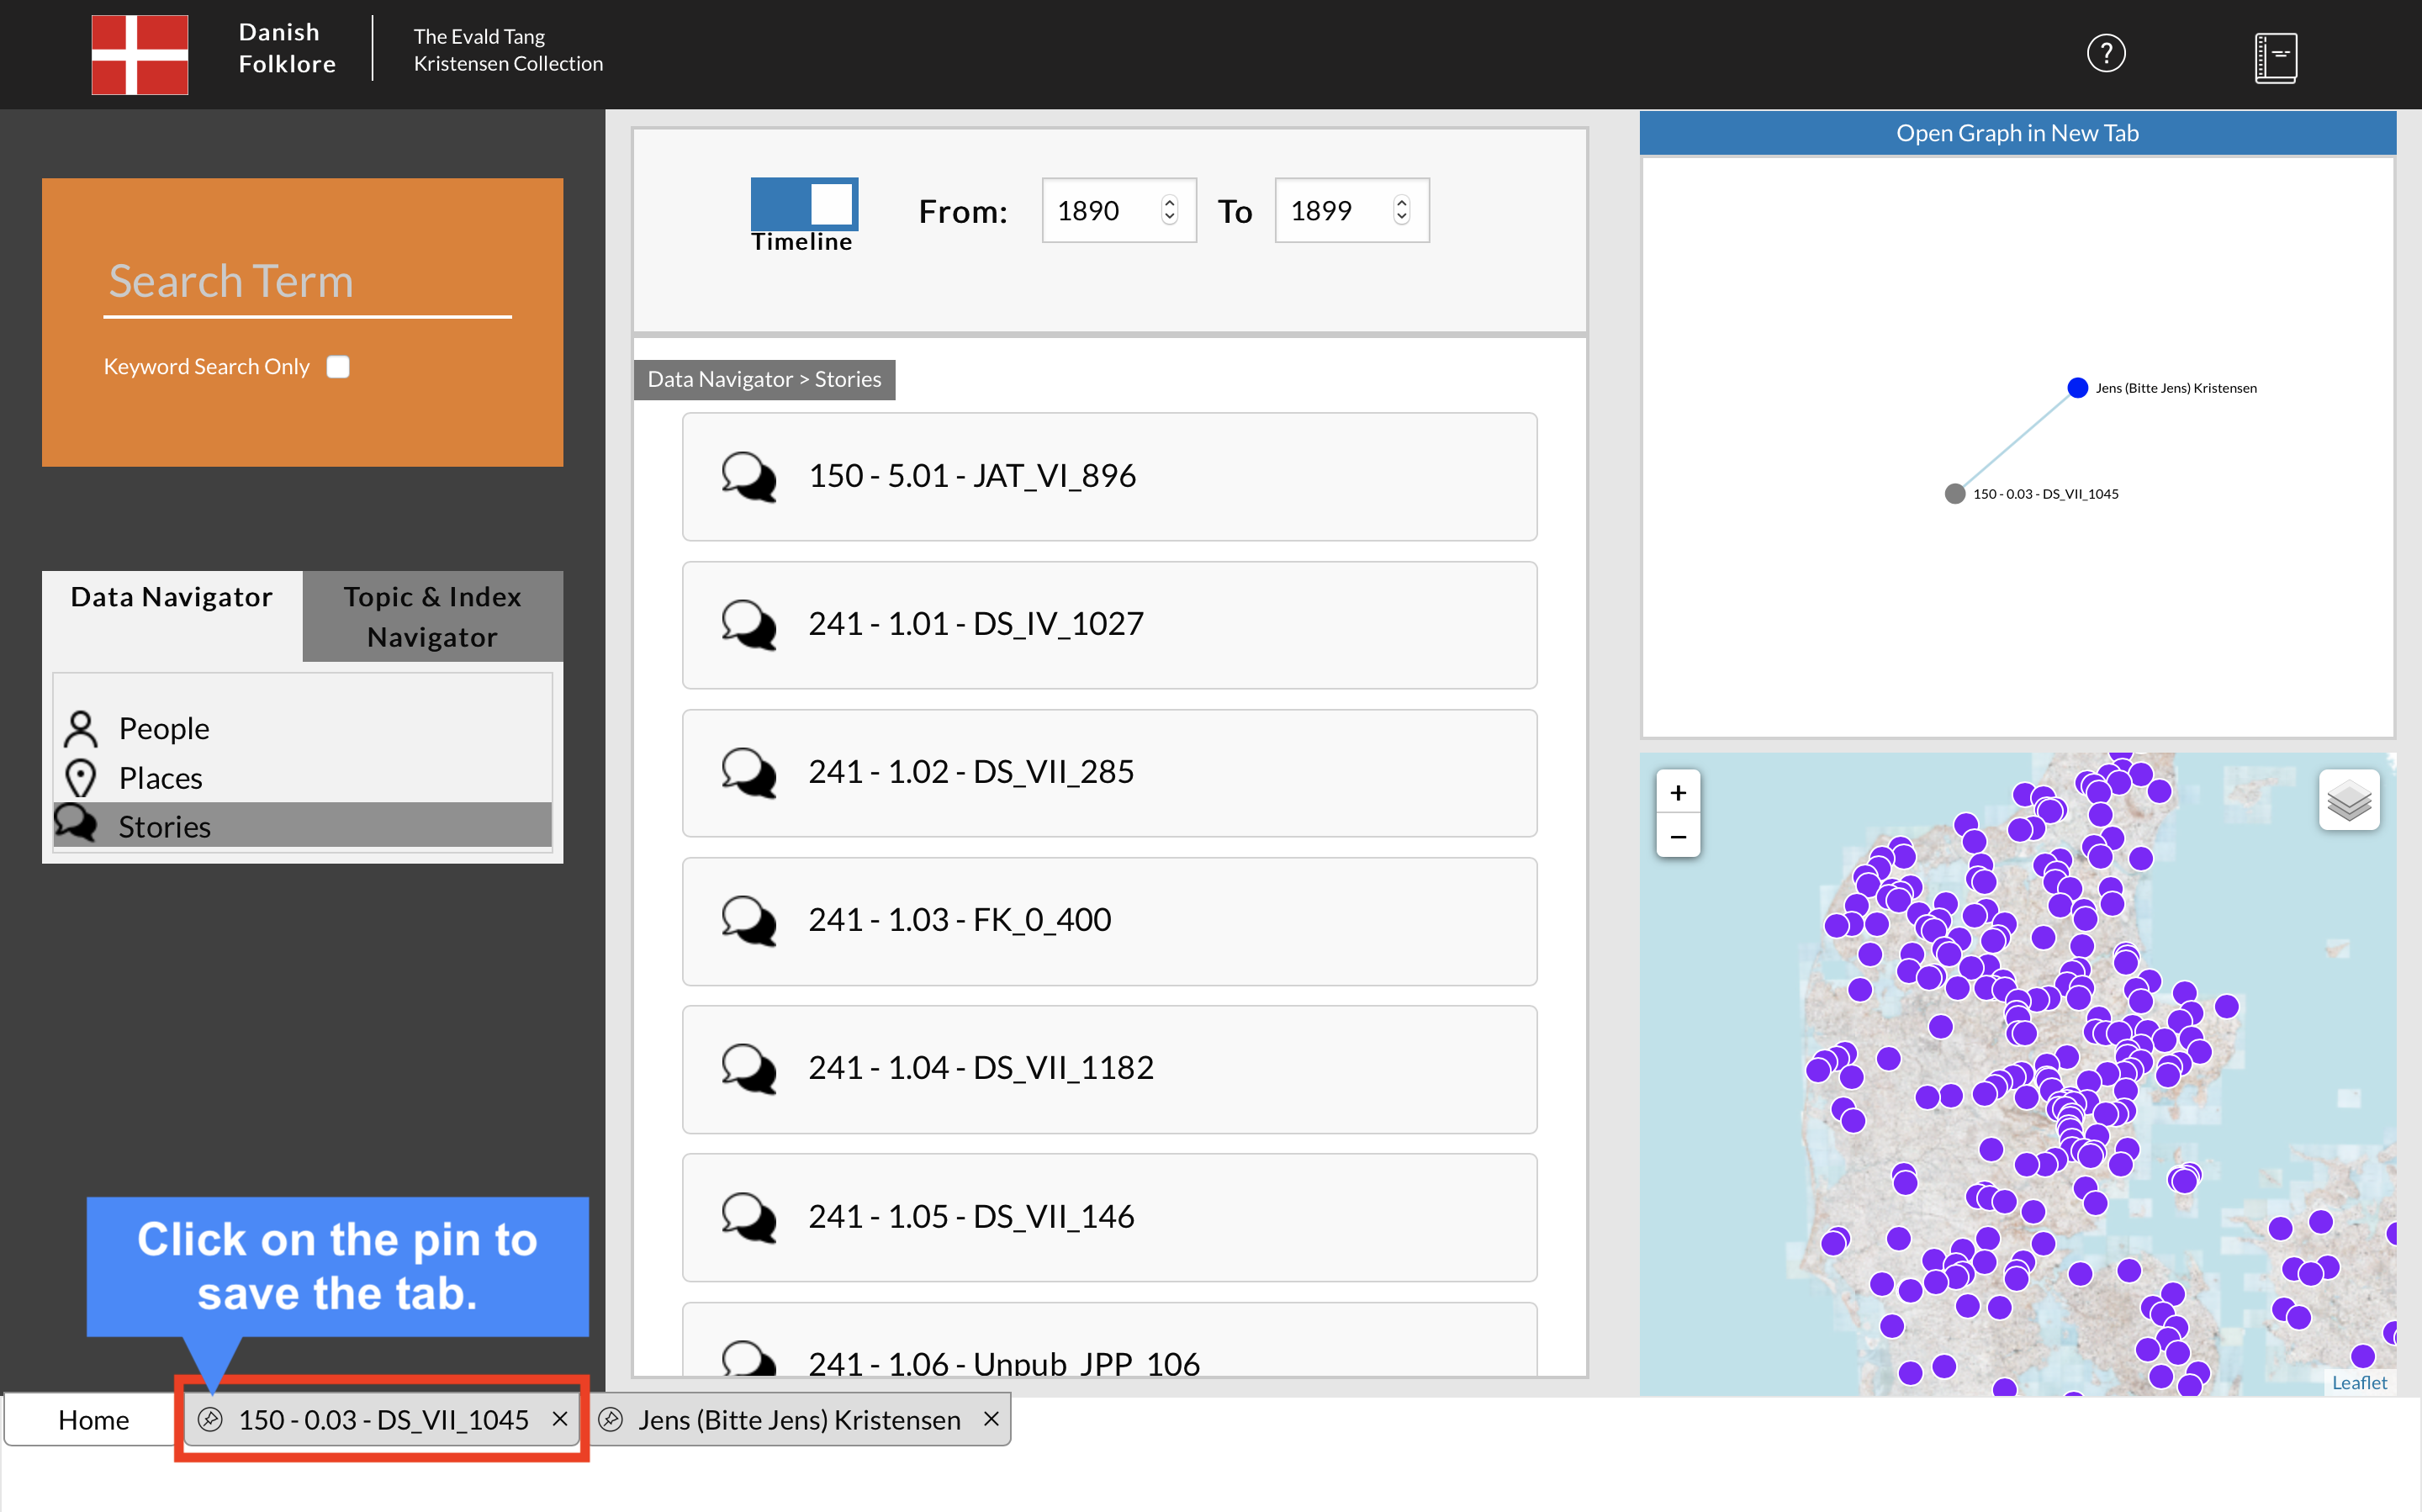 Danish
Folklore
The Evald Tang
Kristensen Collection
?
Search Term
Keyword Search Only
Data Navigator
Topic & Index
Navigator
People
Places
Stories
Timeline
From:
1890
To
1899
Data Navigator > Stories
150 - 5.01 - JAT_VI_896
241 - 1.01 - DS_IV_1027
241 - 1.02 - DS_VII_285
241 - 1.03 - FK_0_400
241 - 1.04 - DS_VII_1182
241 - 1.05 - DS_VII_146
241 - 1.06 - Unpub_JPP_106
Open Graph in New Tab
Jens (Bitte Jens) Kristensen
150 - 0.03 - DS_VII_1045
+
−
Leaflet
Click on the pin to
save the tab.
Home
150 - 0.03 - DS_VII_1045 ×
Jens (Bitte Jens) Kristensen ×